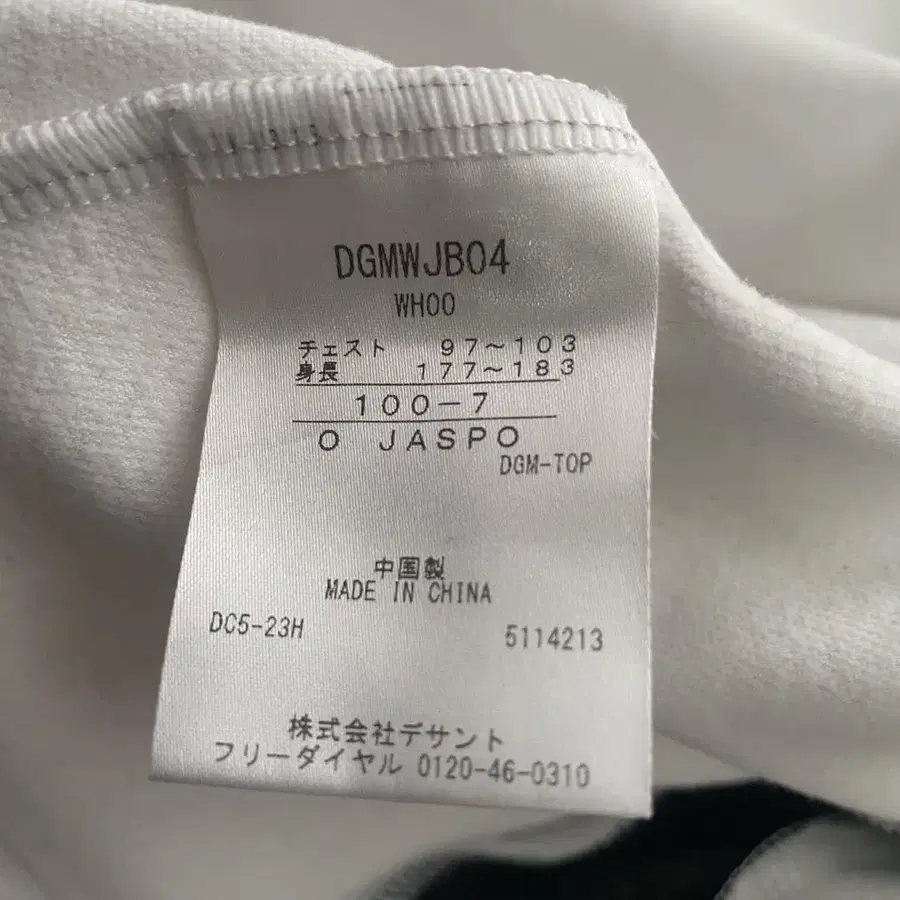 DGMWJB04
WH00
チェスト 97～103
身長 177～183
100－7
O JASPO
DGM-TOP
中国製
MADE IN CHINA
DC5-23H 5114213
株式会社デサント
フリーダイヤル 0120-46-0310